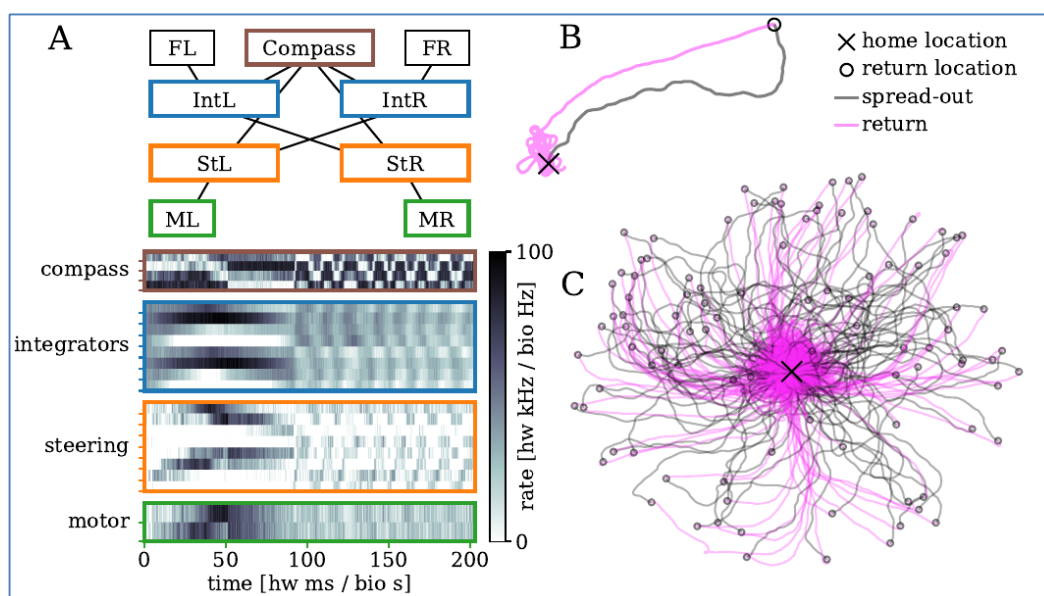 A
FL
Compass
FR
IntL
IntR
StL
StR
ML
MR
compass
integrators
steering
motor
0
50
100
150
200
time [hw ms / bio s]
100
0
rate [hw kHz / bio Hz]
B
home location
return location
spread-out
return
C